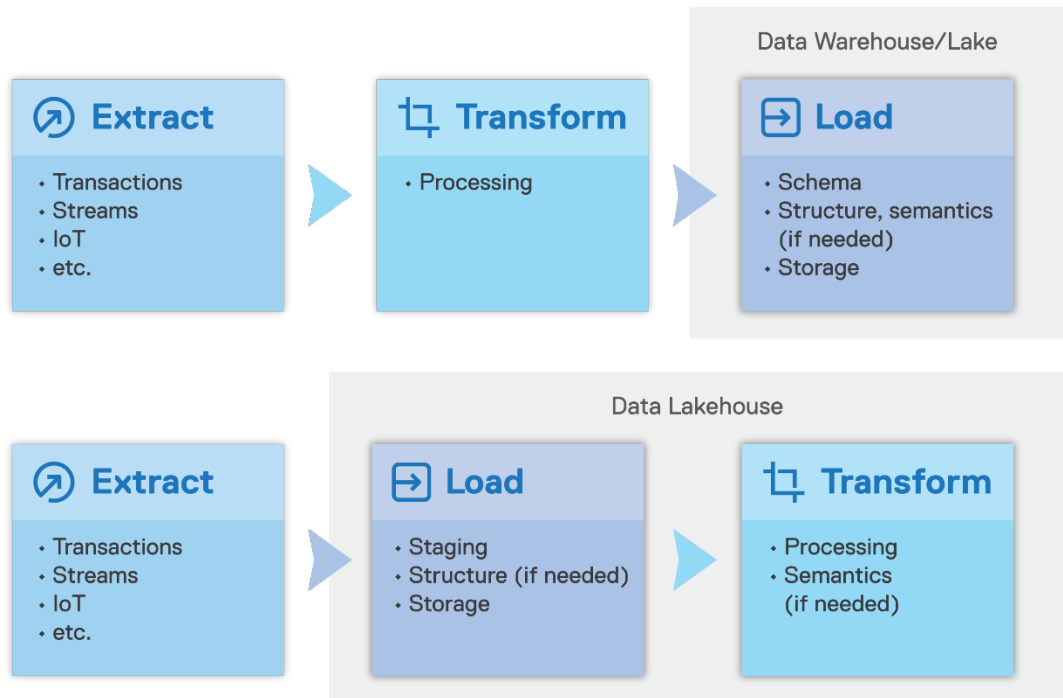 Data Warehouse/Lake
Extract
• Transactions
• Streams
• IoT
• etc.
Transform
• Processing
Load
• Schema
• Structure, semantics
(if needed)
• Storage
Data Lakehouse
Extract
• Transactions
• Streams
• IoT
• etc.
Load
• Staging
• Structure (if needed)
• Storage
Transform
• Processing
• Semantics
(if needed)